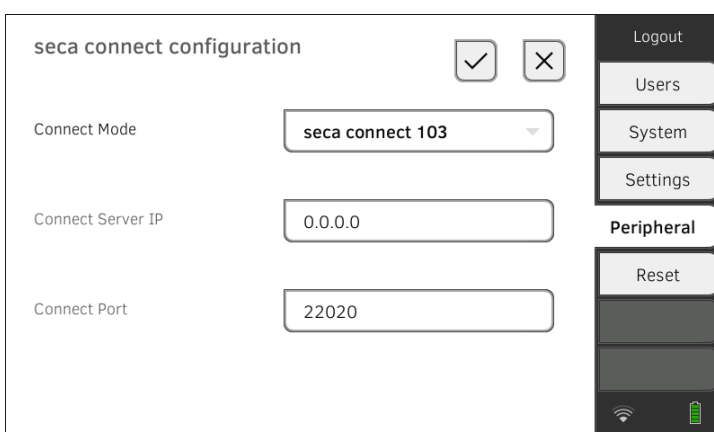 seca connect configuration
Connect Mode
seca connect 103
Connect Server IP
0.0.0.0
Connect Port
22020
Logout
Users
System
Settings
Peripheral
Reset